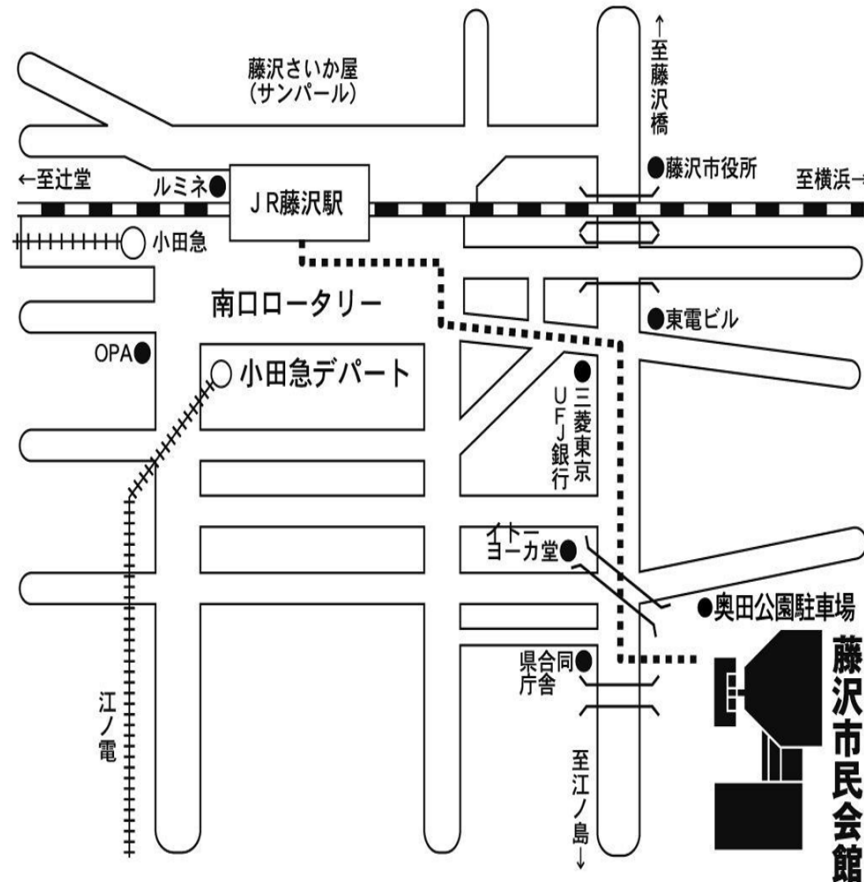 ↑至藤沢橋
藤沢さいか屋
(サンパール)
←至辻堂
ルミネ
JR藤沢駅
藤沢市役所
至横浜→
小田急
南口ロータリー
東電ビル
OPA
小田急デパート
三菱東京
UFJ銀行
イトー
ヨーカ堂
奥田公園駐車場
県合同
庁舎
藤沢市民会館
江ノ電
至江ノ島→